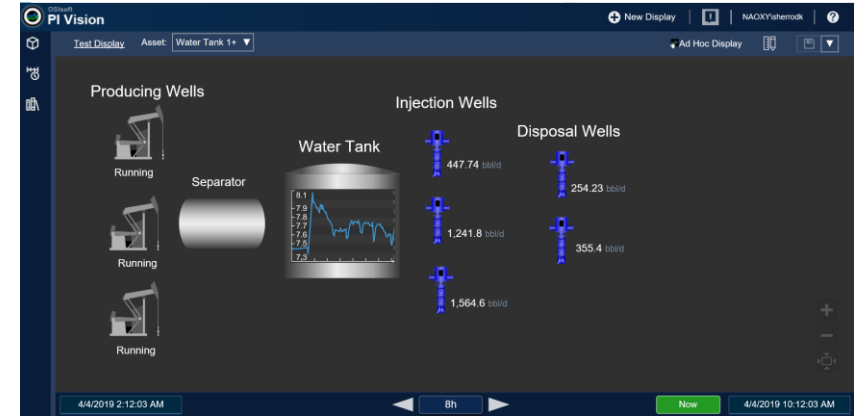 OSIsoft
PI Vision
New Display
NAOXY\sherrodk
?
Test Display
Asset: Water Tank 1+
Ad Hoc Display
Producing Wells
Running
Running
Running
Separator
Water Tank
8.1
7.9
7.8
7.7
7.6
7.5
7.3
Injection Wells
447.74 bbl/d
1,241.8 bbl/d
1,564.6 bbl/d
Disposal Wells
254.23 bbl/d
355.4 bbl/d
4/4/2019 2:12:03 AM
8h
Now
4/4/2019 10:12:03 AM